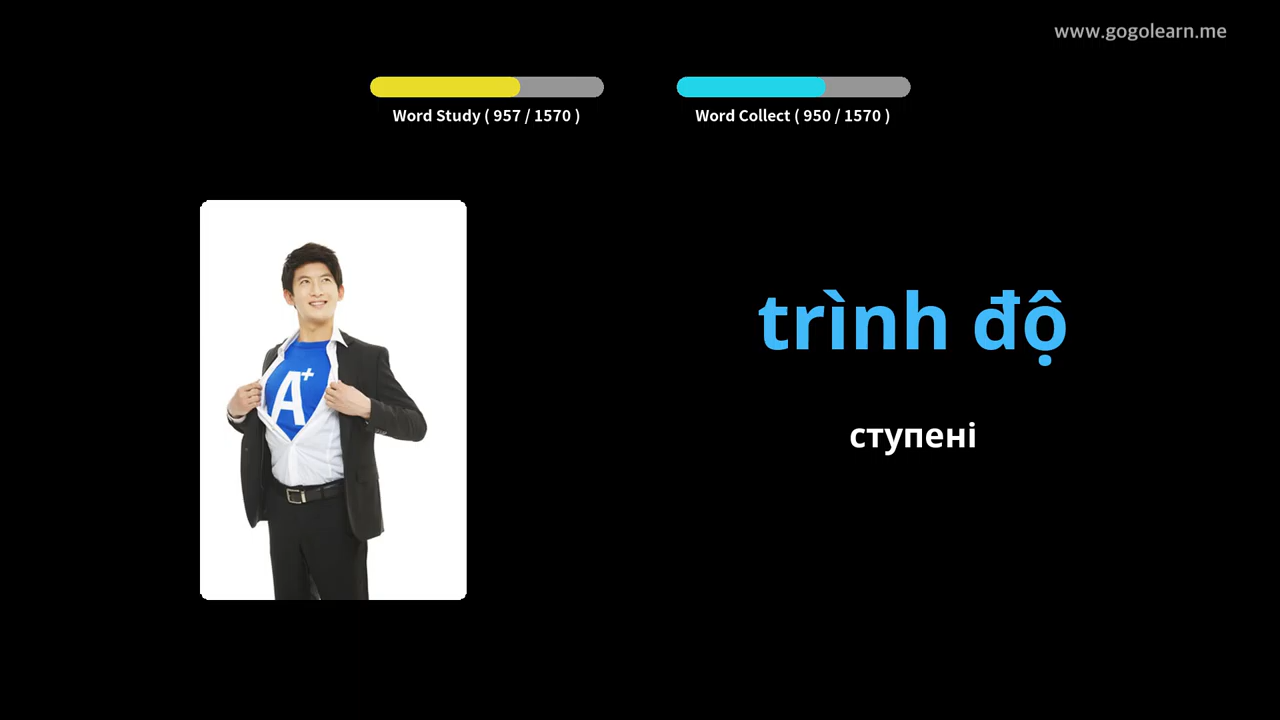 www.gogolearn.me
Word Study ( 957 / 1570 )
Word Collect ( 950 / 1570 )
A+
trình độ
ступені